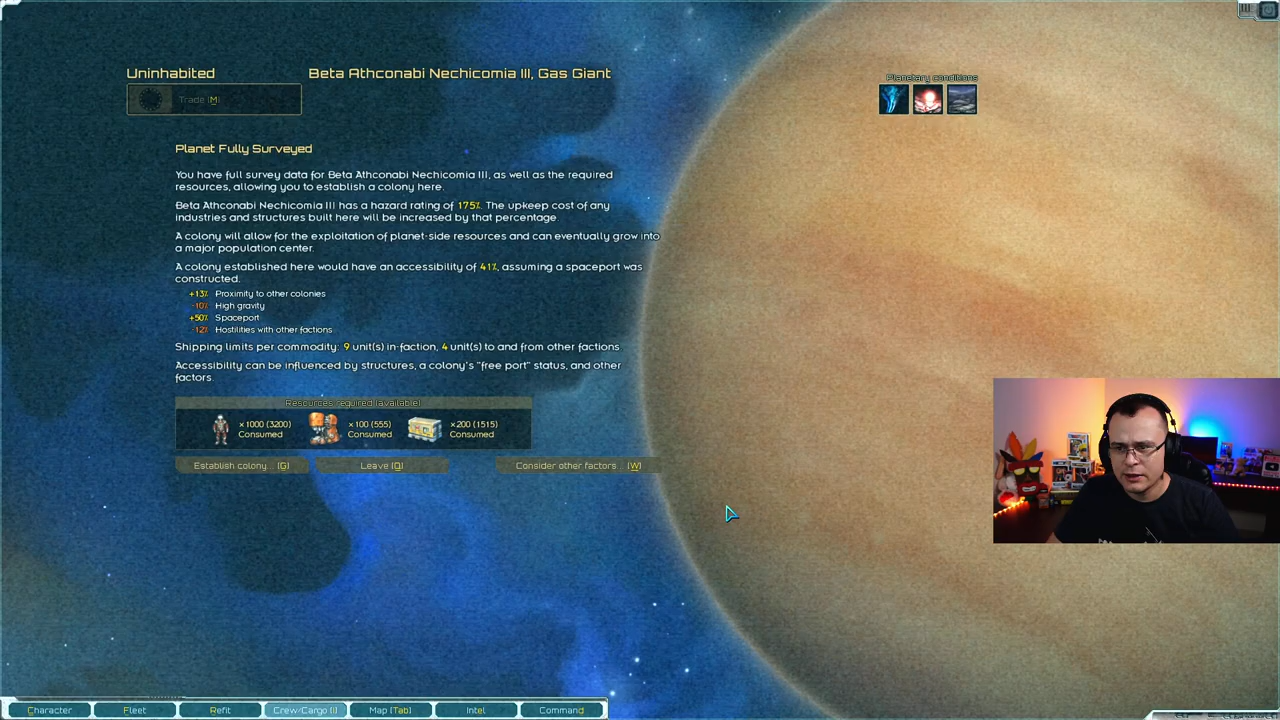 Uninhabited
Beta Athconabi Nechicomia III, Gas Giant
Planetary conditions
Trade [M]
Planet Fully Surveyed
You have full survey data for Beta Athconabi Nechicomia III, as well as the required
resources, allowing you to establish a colony here.
Beta Athconabi Nechicomia III has a hazard rating of 175%. The upkeep cost of any
industries and structures built here will be increased by that percentage.
A colony will allow for the exploitation of planet-side resources and can eventually grow into
a major population center.
A colony established here would have an accessibility of 41%, assuming a spaceport was
constructed.
+13% Proximity to other colonies
-10% High gravity
+50% Spaceport
-12% Hostilities with other factions
Shipping limits per commodity: 9 unit(s) in-faction, 4 unit(s) to and from other factions.
Accessibility can be influenced by structures, a colony's "free port" status, and other
factors.
Resources required (available)
×1000 (3200)
Consumed
×100 (555)
Consumed
×200 (1515)
Consumed
Establish colony... [G]
Leave [Q]
Consider other factors... [W]
Character
Fleet
Refit
Crew/Cargo [I]
Map [Tab]
Intel
Command